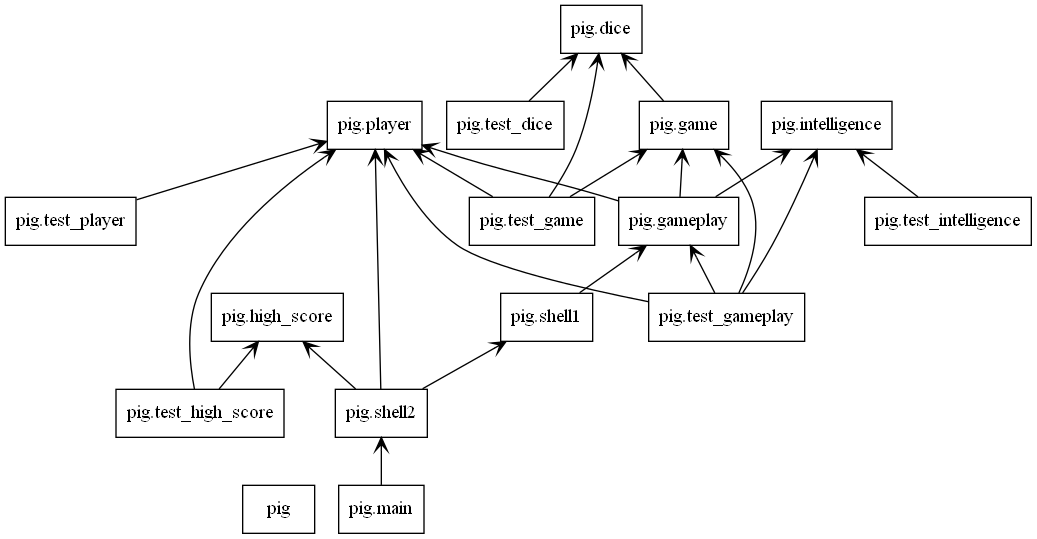 pig.dice
pig.player
pig.test_dice
pig.game
pig.intelligence
pig.test_player
pig.test_game
pig.gameplay
pig.test_intelligence
pig.high_score
pig.shell1
pig.test_gameplay
pig.test_high_score
pig.shell2
pig
pig.main